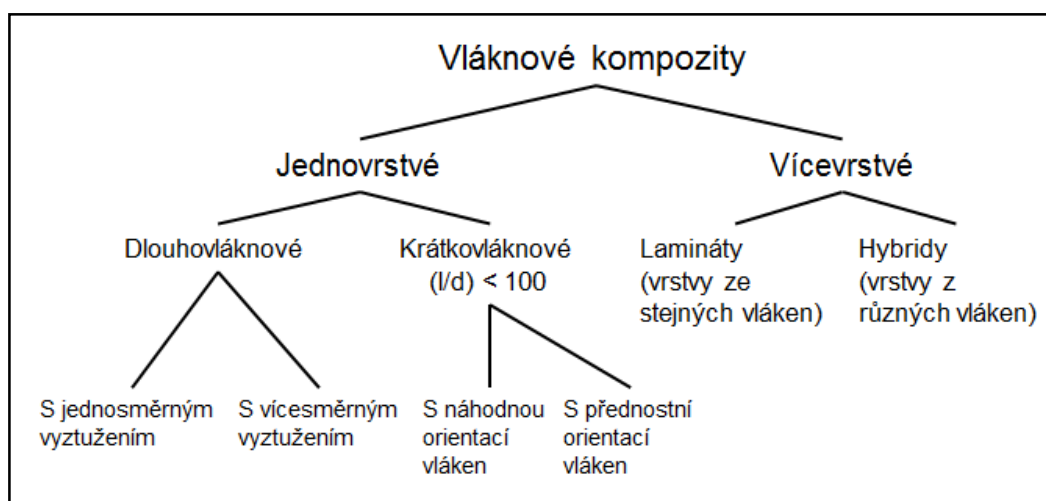 Vláknové kompozity
Jednovrstvé
Vícevrstvé
Dlouhovláknové
Krátkovláknové
(l/d) < 100
Lamináty
(vrstvy ze
stejných vláken)
Hybridy
(vrstvy z
různých vláken)
S jednosměrným
vyztužením
S vícesměrným
vyztužením
S náhodnou
orientací
vláken
S přednostní
orientací
vláken